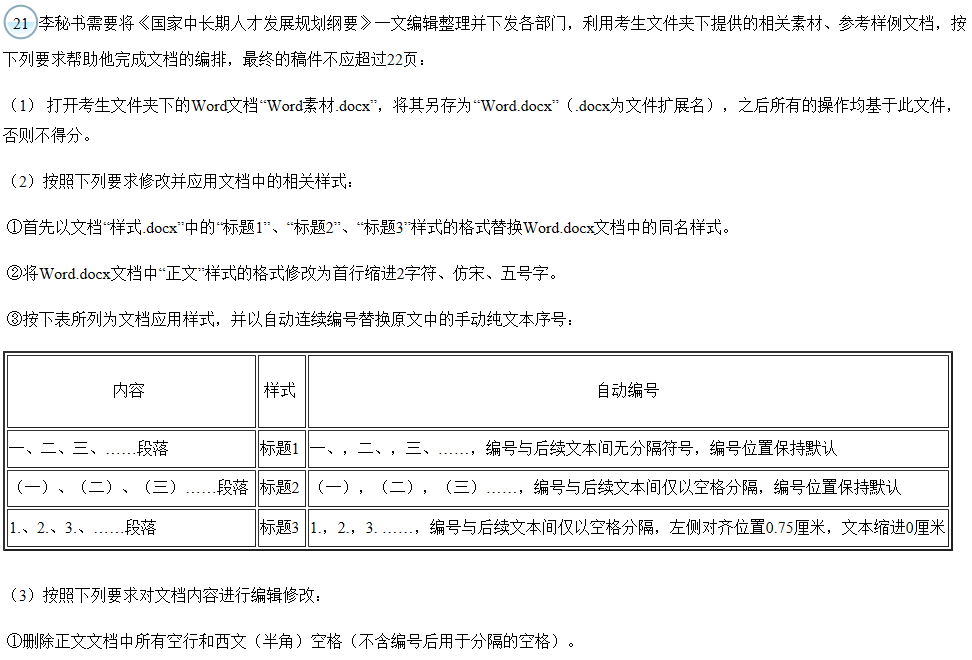 21 李秘书需要将《国家中长期人才发展规划纲要》一文编辑整理并下发各部门，利用考生文件夹下提供的相关素材、参考样例文档，按
下列要求帮助他完成文档的编排，最终的稿件不应超过22页：
（1） 打开考生文件夹下的Word文档“Word素材.docx”，将其另存为“Word.docx”（.docx为文件扩展名），之后所有的操作均基于此文件，
否则不得分。
（2）按照下列要求修改并应用文档中的相关样式：
①首先以文档“样式.docx”中的“标题1”、“标题2”、“标题3”样式的格式替换Word.docx文档中的同名样式。
②将Word.docx文档中“正文”样式的格式修改为首行缩进2字符、仿宋、五号字。
③按下表所列为文档应用样式，并以自动连续编号替换原文中的手动纯文本序号：
内容 样式 自动编号
一、二、三、……段落 标题1 一、，二、，三、……，编号与后续文本间无分隔符号，编号位置保持默认
（一）、（二）、（三）……段落 标题2 （一），（二），（三）……，编号与后续文本间仅以空格分隔，编号位置保持默认
1.、2.、3.、……段落 标题3 1.，2.，3. ……，编号与后续文本间仅以空格分隔，左侧对齐位置0.75厘米，文本缩进0厘米
（3）按照下列要求对文档内容进行编辑修改：
①删除正文文档中所有空行和西文（半角）空格（不含编号后用于分隔的空格）。